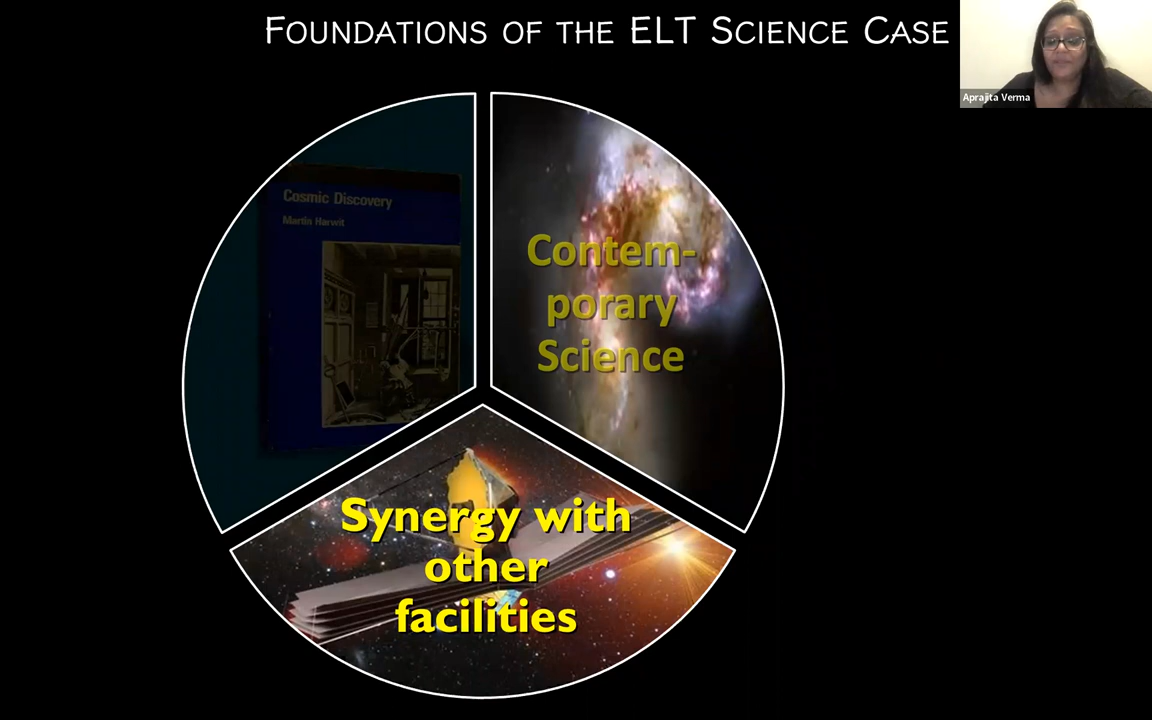 FOUNDATIONS OF THE ELT SCIENCE CASE
Aprajita Verma
Cosmic Discovery
Martin Harwit
Contem-
porary
Science
Synergy with
other
facilities